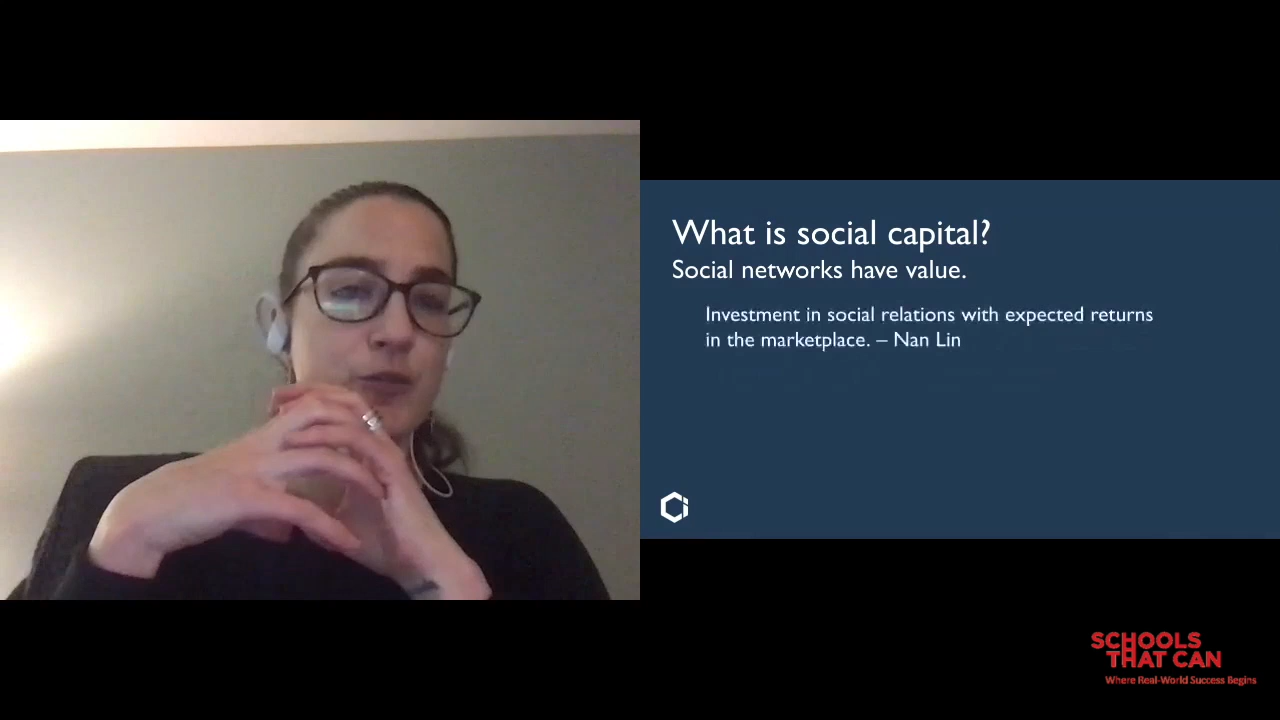 What is social capital?
Social networks have value.
Investment in social relations with expected returns
in the marketplace. – Nan Lin
SCHOOLS
THAT CAN
Where Real-World Success Begins